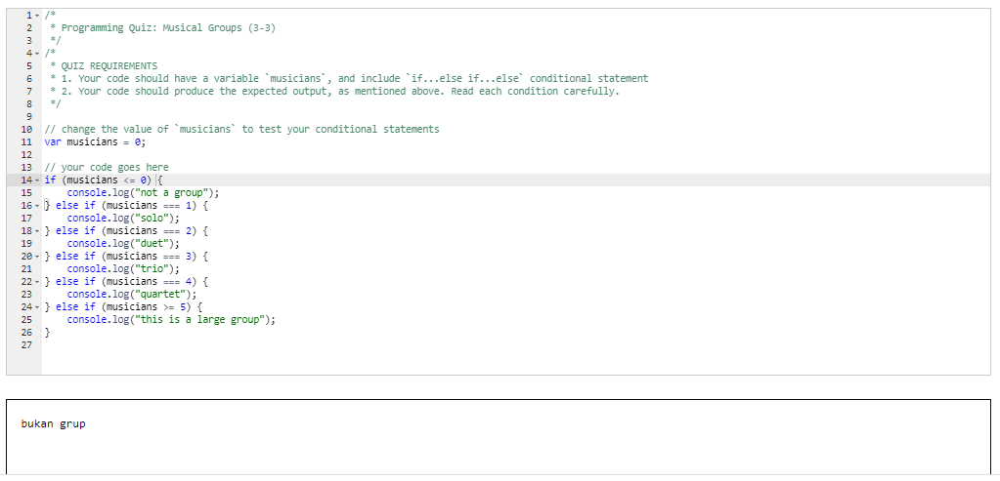 1 /*
2  * Programming Quiz: Musical Groups (3-3)
3  */
4 /*
5  * QUIZ REQUIREMENTS
6  * 1. Your code should have a variable `musicians`, and include `if...else if...else` conditional statement
7  * 2. Your code should produce the expected output, as mentioned above. Read each condition carefully.
8  */
9
10 // change the value of `musicians` to test your conditional statements
11 var musicians = 0;
12
13 // your code goes here
14 if (musicians <= 0) {
15     console.log("not a group");
16 } else if (musicians === 1) {
17     console.log("solo");
18 } else if (musicians === 2) {
19     console.log("duet");
20 } else if (musicians === 3) {
21     console.log("trio");
22 } else if (musicians === 4) {
23     console.log("quartet");
24 } else if (musicians >= 5) {
25     console.log("this is a large group");
26 }
27
bukan grup